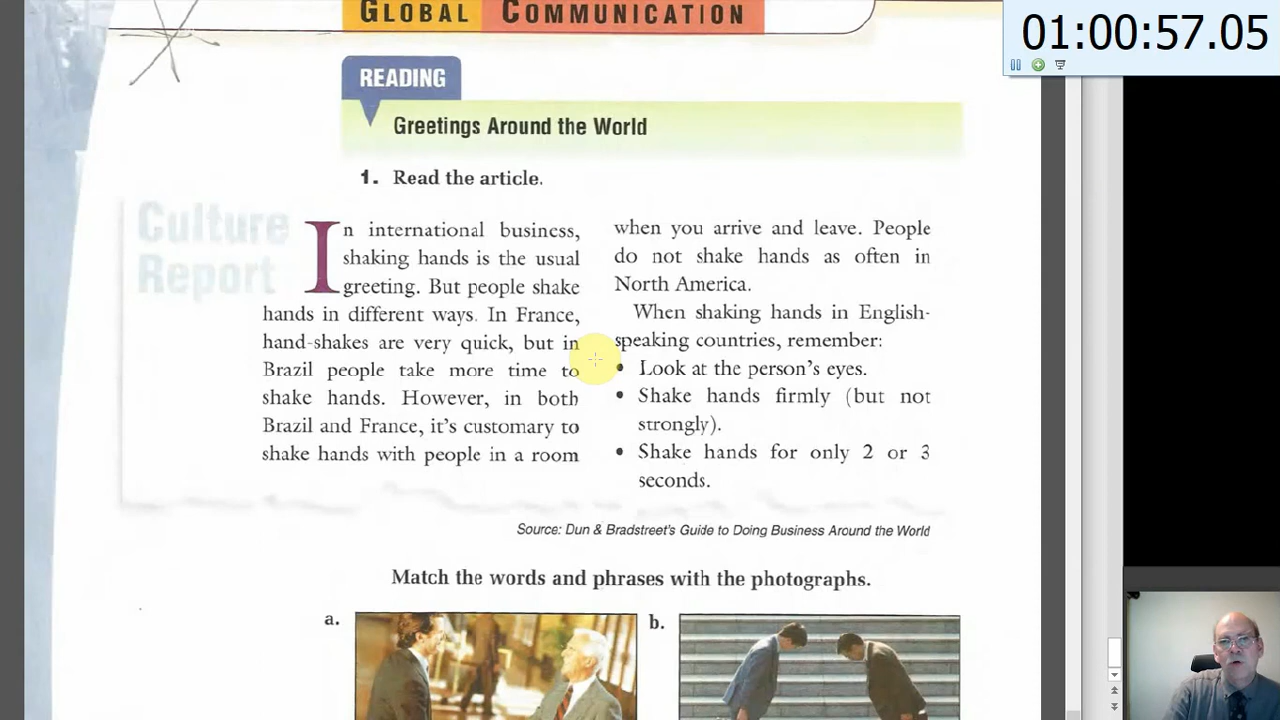 GLOBAL COMMUNICATION
01:00:57.05
READING
Greetings Around the World
1. Read the article.
Culture
Report
In international business,
shaking hands is the usual
greeting. But people shake
hands in different ways. In France,
hand-shakes are very quick, but in
Brazil people take more time to
shake hands. However, in both
Brazil and France, it's customary to
shake hands with people in a room
when you arrive and leave. People
do not shake hands as often in
North America.
When shaking hands in English-
speaking countries, remember:
• Look at the person's eyes.
• Shake hands firmly (but not
strongly).
• Shake hands for only 2 or 3
seconds.
Source: Dun & Bradstreet's Guide to Doing Business Around the World
Match the words and phrases with the photographs.
a.
b.